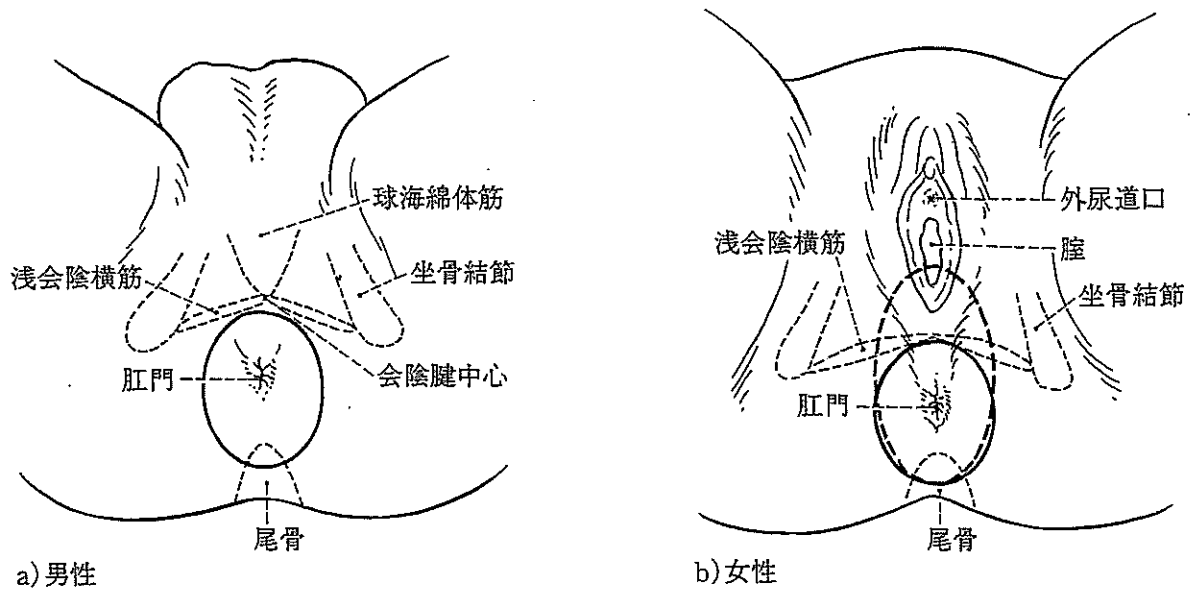 球海綿体筋
浅会陰横筋
坐骨結節
肛門
会陰腱中心
尾骨
a)男性
外尿道口
浅会陰横筋
腟
坐骨結節
肛門
尾骨
b)女性